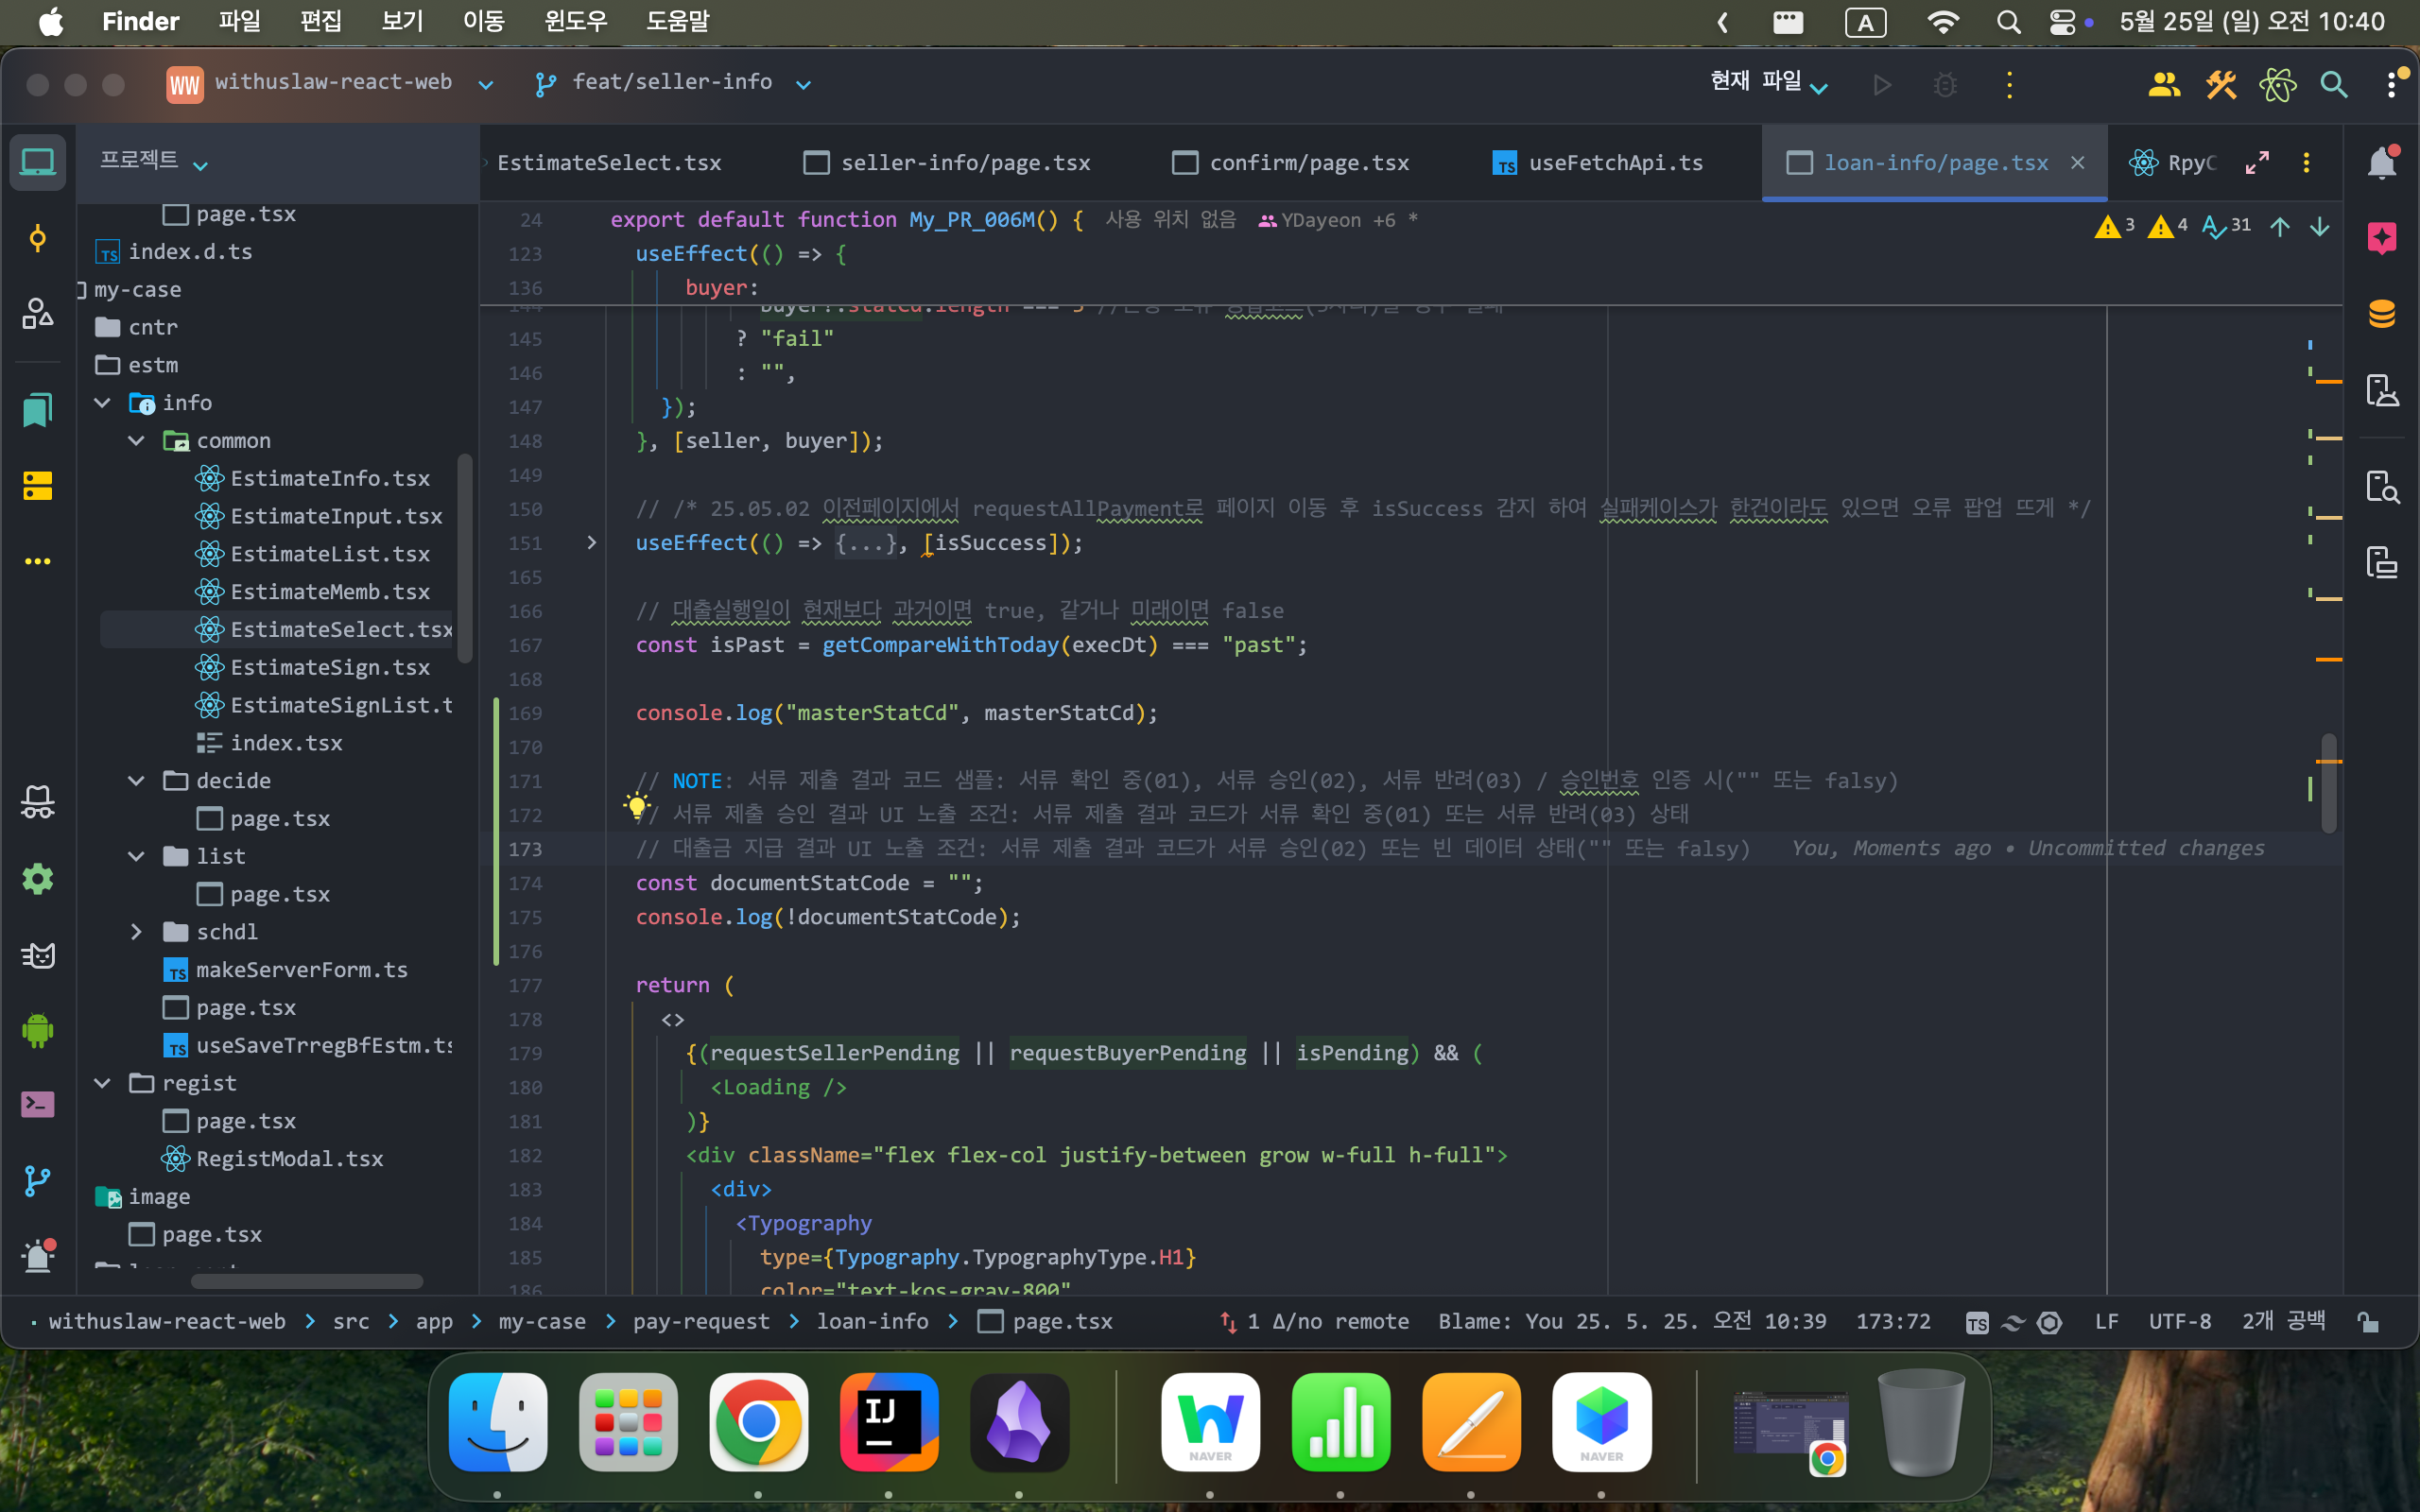 Finder 파일 편집 보기 이동 윈도우 도움말
A 5월 25일 (일) 오전 10:40
WW withuslaw-react-web feat/seller-info 현재 파일
프로젝트
EstimateSelect.tsx seller-info/page.tsx confirm/page.tsx TS useFetchApi.ts loan-info/page.tsx
page.tsx
TS index.d.ts
my-case
cntr
estm
info
common
EstimateInfo.tsx
EstimateInput.tsx
EstimateList.tsx
EstimateMemb.tsx
EstimateSelect.tsx
EstimateSign.tsx
EstimateSignList.t
index.tsx
decide
page.tsx
list
page.tsx
schdl
TS makeServerForm.ts
page.tsx
TS useSaveTrregBfEstm.ts
regist
page.tsx
RegistModal.tsx
image
page.tsx
24 export default function My_PR_006M() { 사용 위치 없음 YDayeon +6 *
3 4 31
123 useEffect(() => {
136 buyer:
145 ? "fail"
146 : "",
147 });
148 }, [seller, buyer]);
149
150 // /* 25.05.02 이전페이지에서 requestAllPayment로 페이지 이동 후 isSuccess 감지 하여 실패케이스가 한건이라도 있으면 오류 팝업 뜨게 */
151 useEffect(() => {...}, [isSuccess]);
165
166 // 대출실행일이 현재보다 과거이면 true, 같거나 미래이면 false
167 const isPast = getCompareWithToday(execDt) === "past";
168
169 console.log("masterStatCd", masterStatCd);
170
171 // NOTE: 서류 제출 결과 코드 샘플: 서류 확인 중(01), 서류 승인(02), 서류 반려(03) / 승인번호 인증 시("" 또는 falsy)
172 // 서류 제출 승인 결과 UI 노출 조건: 서류 제출 결과 코드가 서류 확인 중(01) 또는 서류 반려(03) 상태
173 // 대출금 지급 결과 UI 노출 조건: 서류 제출 결과 코드가 서류 승인(02) 또는 빈 데이터 상태("" 또는 falsy) You, Moments ago • Uncommitted changes
174 const documentStatCode = "";
175 console.log(!documentStatCode);
176
177 return (
178 <>
179 {(requestSellerPending || requestBuyerPending || isPending) && (
180 <Loading />
181 )}
182 <div className="flex flex-col justify-between grow w-full h-full">
183 <div>
184 <Typography
185 type={Typography.TypographyType.H1}
186 color="text-kos-gray-800"
withuslaw-react-web > src > app > my-case > pay-request > loan-info > page.tsx 1 Δ/no remote Blame: You 25. 5. 25. 오전 10:39 173:72 TS LF UTF-8 2개 공백
IJ
NAVER
NAVER